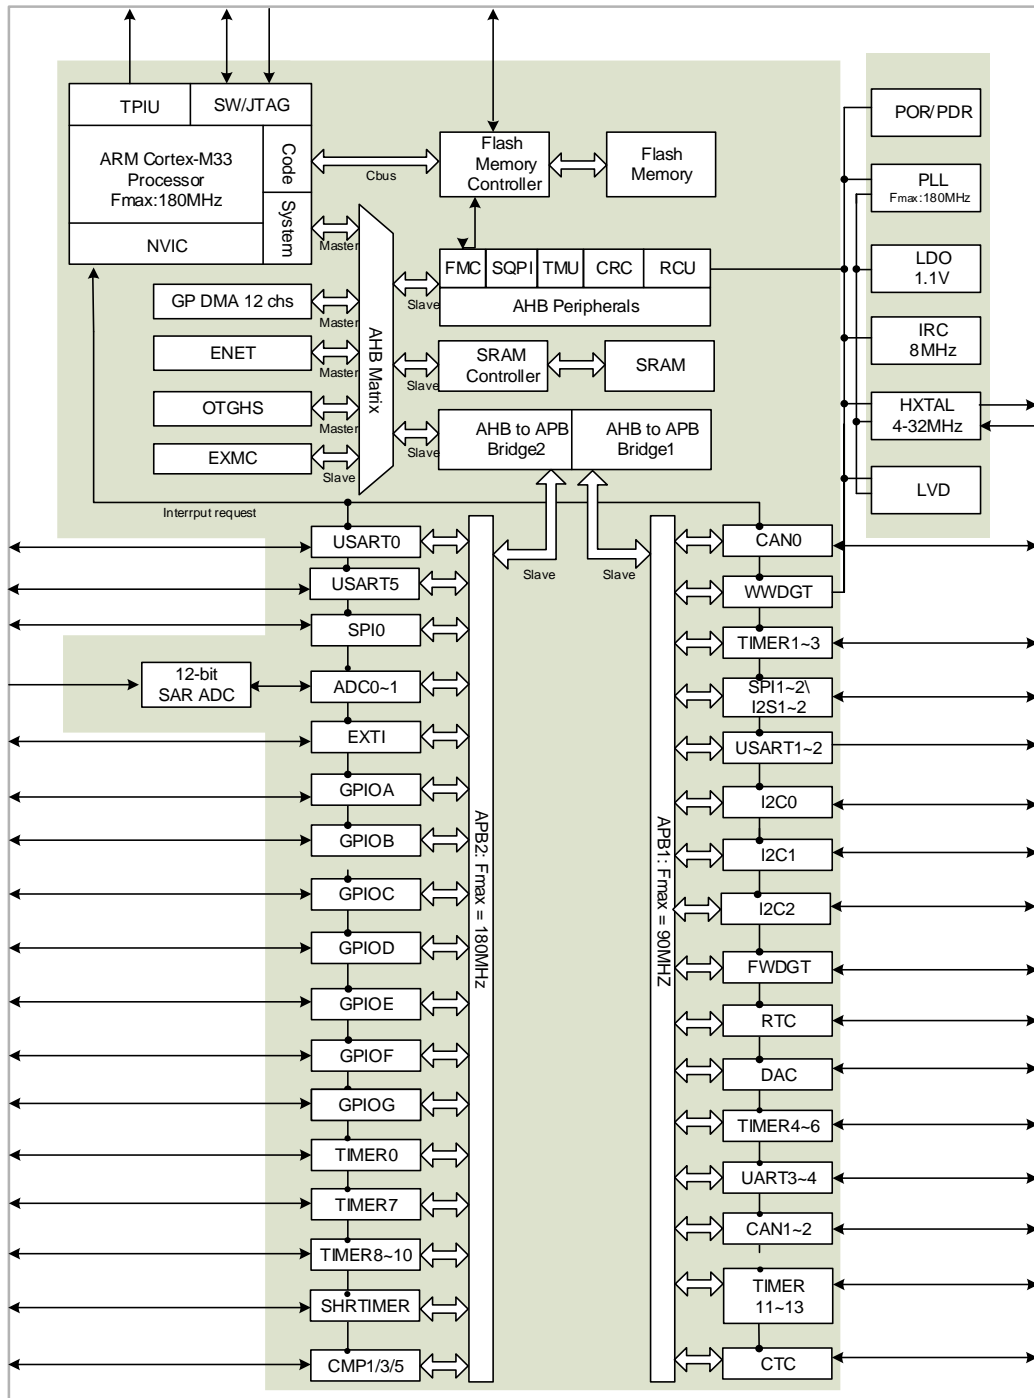 TPIU
SW/JTAG
ARM Cortex-M33
Processor
Fmax:180MHz
Code
System
NVIC
Cbus
Flash
Memory
Controller
Flash
Memory
POR/PDR
PLL
Fmax:180MHz
LDO
1.1V
IRC
8MHz
HXTAL
4-32MHz
LVD
Master
FMC
SQPI
TMU
CRC
RCU
AHB Peripherals
Slave
GP DMA 12 chs
Master
ENET
Master
AHB Matrix
SRAM
Controller
SRAM
Slave
OTGHS
Master
AHB to APB
Bridge2
AHB to APB
Bridge1
Slave
EXMC
Slave
Interrput request
Slave
Slave
USART0
USART5
SPI0
12-bit
SAR ADC
ADC0~1
EXTI
GPIOA
GPIOB
GPIOC
GPIOD
GPIOE
GPIOF
GPIOG
TIMER0
TIMER7
TIMER8~10
SHRTIMER
CMP1/3/5
APB2: Fmax = 180MHz
APB1: Fmax = 90MHZ
CAN0
WWDGT
TIMER1~3
SPI1~2\
I2S1~2
USART1~2
I2C0
I2C1
I2C2
FWDGT
RTC
DAC
TIMER4~6
UART3~4
CAN1~2
TIMER
11~13
CTC